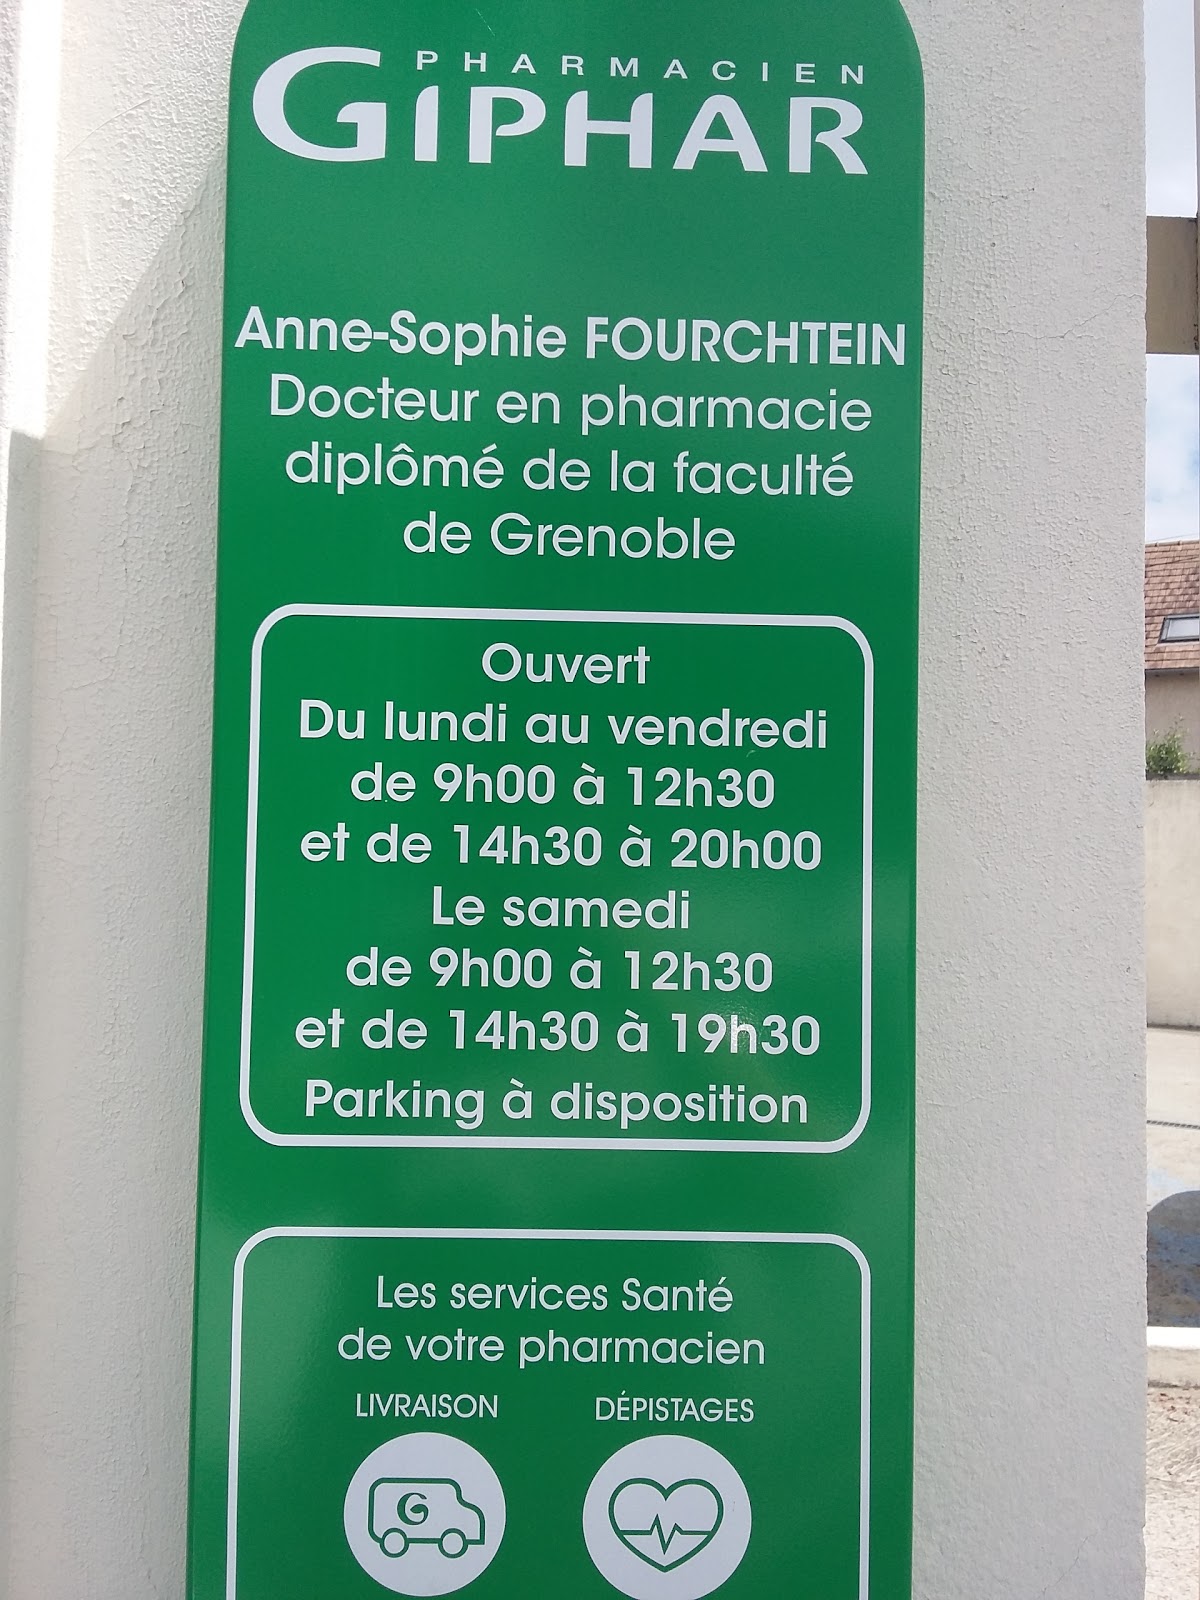 PHARMACIEN
GIPHAR
Anne-Sophie FOURCHTEIN
Docteur en pharmacie
diplômé de la faculté
de Grenoble
Ouvert
Du lundi au vendredi
de 9h00 à 12h30
et de 14h30 à 20h00
Le samedi
de 9h00 à 12h30
et de 14h30 à 19h30
Parking à disposition
Les services Santé
de votre pharmacien
LIVRAISON DÉPISTAGES
G